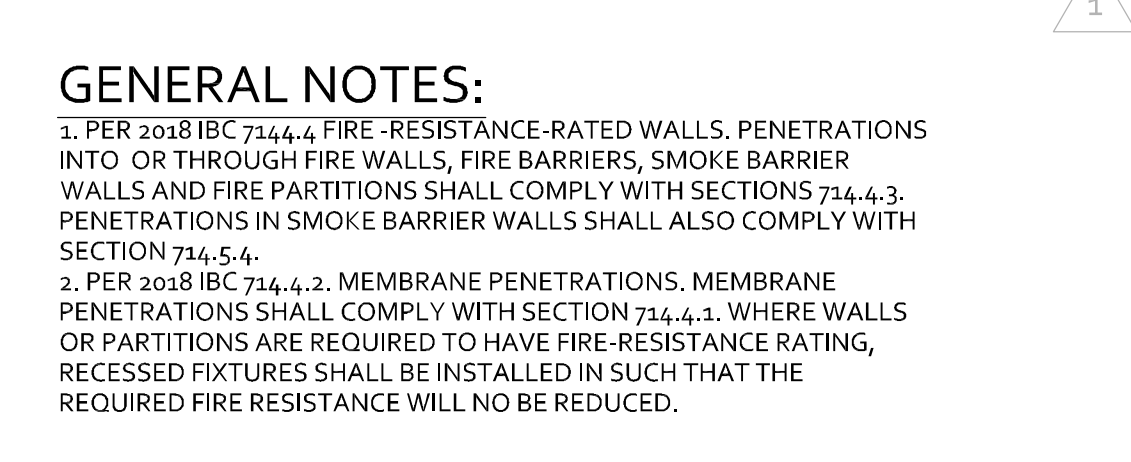 1
GENERAL NOTES:
1. PER 2018 IBC 7144.4 FIRE -RESISTANCE-RATED WALLS. PENETRATIONS
INTO  OR THROUGH FIRE WALLS, FIRE BARRIERS, SMOKE BARRIER
WALLS AND FIRE PARTITIONS SHALL COMPLY WITH SECTIONS 714.4.3.
PENETRATIONS IN SMOKE BARRIER WALLS SHALL ALSO COMPLY WITH
SECTION 714.5.4.
2. PER 2018 IBC 714.4.2. MEMBRANE PENETRATIONS. MEMBRANE
PENETRATIONS SHALL COMPLY WITH SECTION 714.4.1. WHERE WALLS
OR PARTITIONS ARE REQUIRED TO HAVE FIRE-RESISTANCE RATING,
RECESSED FIXTURES SHALL BE INSTALLED IN SUCH THAT THE
REQUIRED FIRE RESISTANCE WILL NO BE REDUCED.